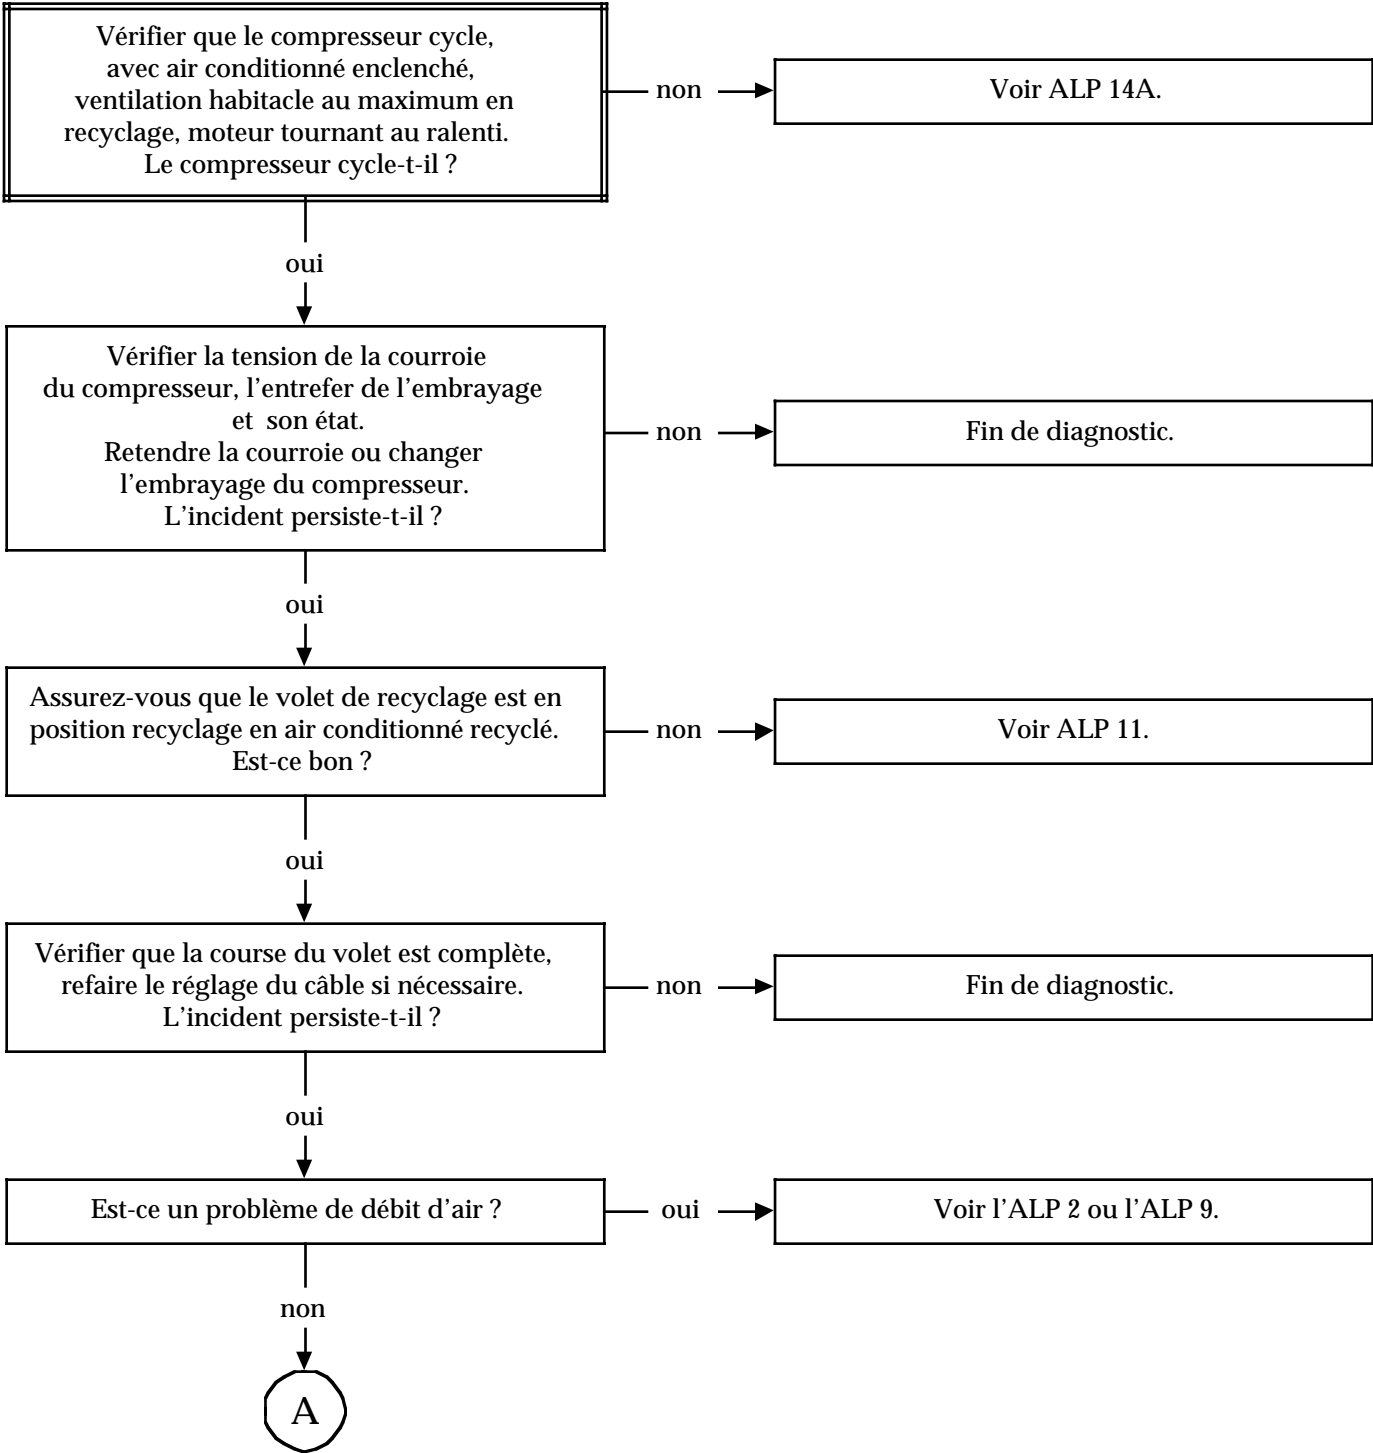 Vérifier que le compresseur cycle,
avec air conditionné enclenché,
ventilation habitacle au maximum en
recyclage, moteur tournant au ralenti.
Le compresseur cycle-t-il ?
non
Voir ALP 14A.
oui
Vérifier la tension de la courroie
du compresseur, l'entrefer de l'embrayage
et son état.
Retendre la courroie ou changer
l'embrayage du compresseur.
L'incident persiste-t-il ?
non
Fin de diagnostic.
oui
Assurez-vous que le volet de recyclage est en
position recyclage en air conditionné recyclé.
Est-ce bon ?
non
Voir ALP 11.
oui
Vérifier que la course du volet est complète,
refaire le réglage du câble si nécessaire.
L'incident persiste-t-il ?
non
Fin de diagnostic.
oui
Est-ce un problème de débit d'air ?
oui
Voir l'ALP 2 ou l'ALP 9.
non
A